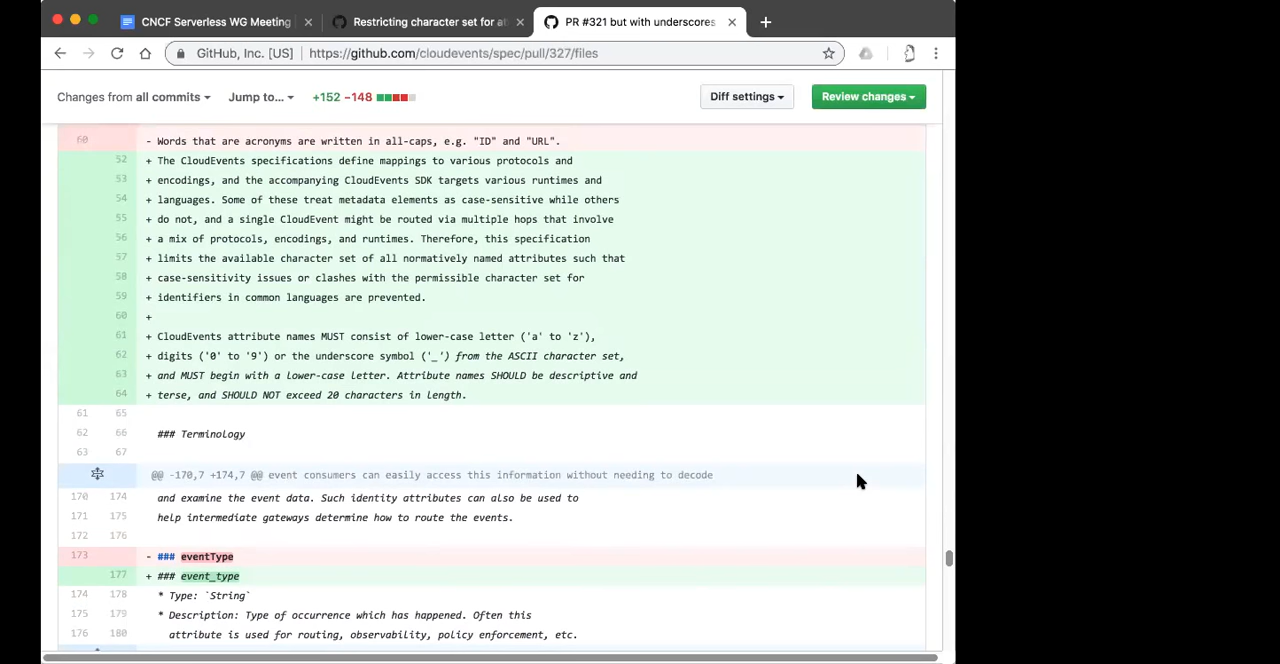 CNCF Serverless WG Meeting
Restricting character set for at
PR #321 but with underscores
GitHub, Inc. [US] https://github.com/cloudevents/spec/pull/327/files
Changes from all commits Jump to... +152 −148 Diff settings Review changes
60 - Words that are acronyms are written in all-caps, e.g. "ID" and "URL".
52 + The CloudEvents specifications define mappings to various protocols and
53 + encodings, and the accompanying CloudEvents SDK targets various runtimes and
54 + languages. Some of these treat metadata elements as case-sensitive while others
55 + do not, and a single CloudEvent might be routed via multiple hops that involve
56 + a mix of protocols, encodings, and runtimes. Therefore, this specification
57 + limits the available character set of all normatively named attributes such that
58 + case-sensitivity issues or clashes with the permissible character set for
59 + identifiers in common languages are prevented.
60 +
61 + CloudEvents attribute names MUST consist of lower-case letter ('a' to 'z'),
62 + digits ('0' to '9') or the underscore symbol ('_') from the ASCII character set,
63 + and MUST begin with a lower-case letter. Attribute names SHOULD be descriptive and
64 + terse, and SHOULD NOT exceed 20 characters in length.
61 65
62 66 ### Terminology
63 67
@@ -170,7 +174,7 @@ event consumers can easily access this information without needing to decode
170 174 and examine the event data. Such identity attributes can also be used to
171 175 help intermediate gateways determine how to route the events.
172 176
173 - ### eventType
177 + ### event_type
174 178 * Type: `String`
175 179 * Description: Type of occurrence which has happened. Often this
176 180 attribute is used for routing, observability, policy enforcement, etc.